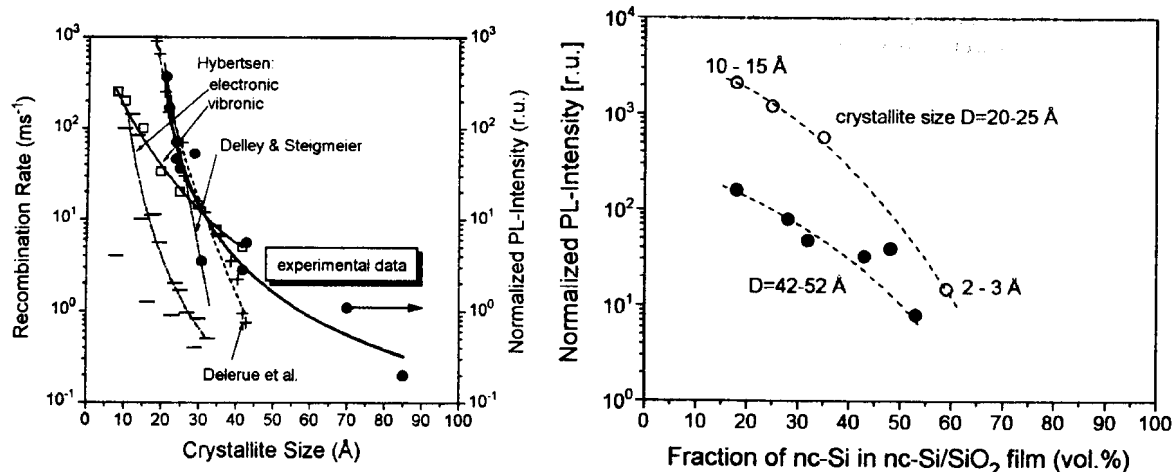 Recombination Rate (ms⁻¹)
10³
10²
10¹
10⁰
10⁻¹
Hybertsen:
electronic
vibronic
Delley & Steigmeier
experimental data
Delerue et al.
0 10 20 30 40 50 60 70 80 90 100
Crystallite Size (Å)
10³
10²
10¹
10⁰
10⁻¹
Normalized PL-Intensity (r.u.)
Normalized PL-Intensity [r.u.]
10⁴
10³
10²
10¹
10⁰
10 - 15 Å
crystallite size D=20-25 Å
D=42-52 Å
2 - 3 Å
0 10 20 30 40 50 60 70 80 90 100
Fraction of nc-Si in nc-Si/SiO₂ film (vol.%)